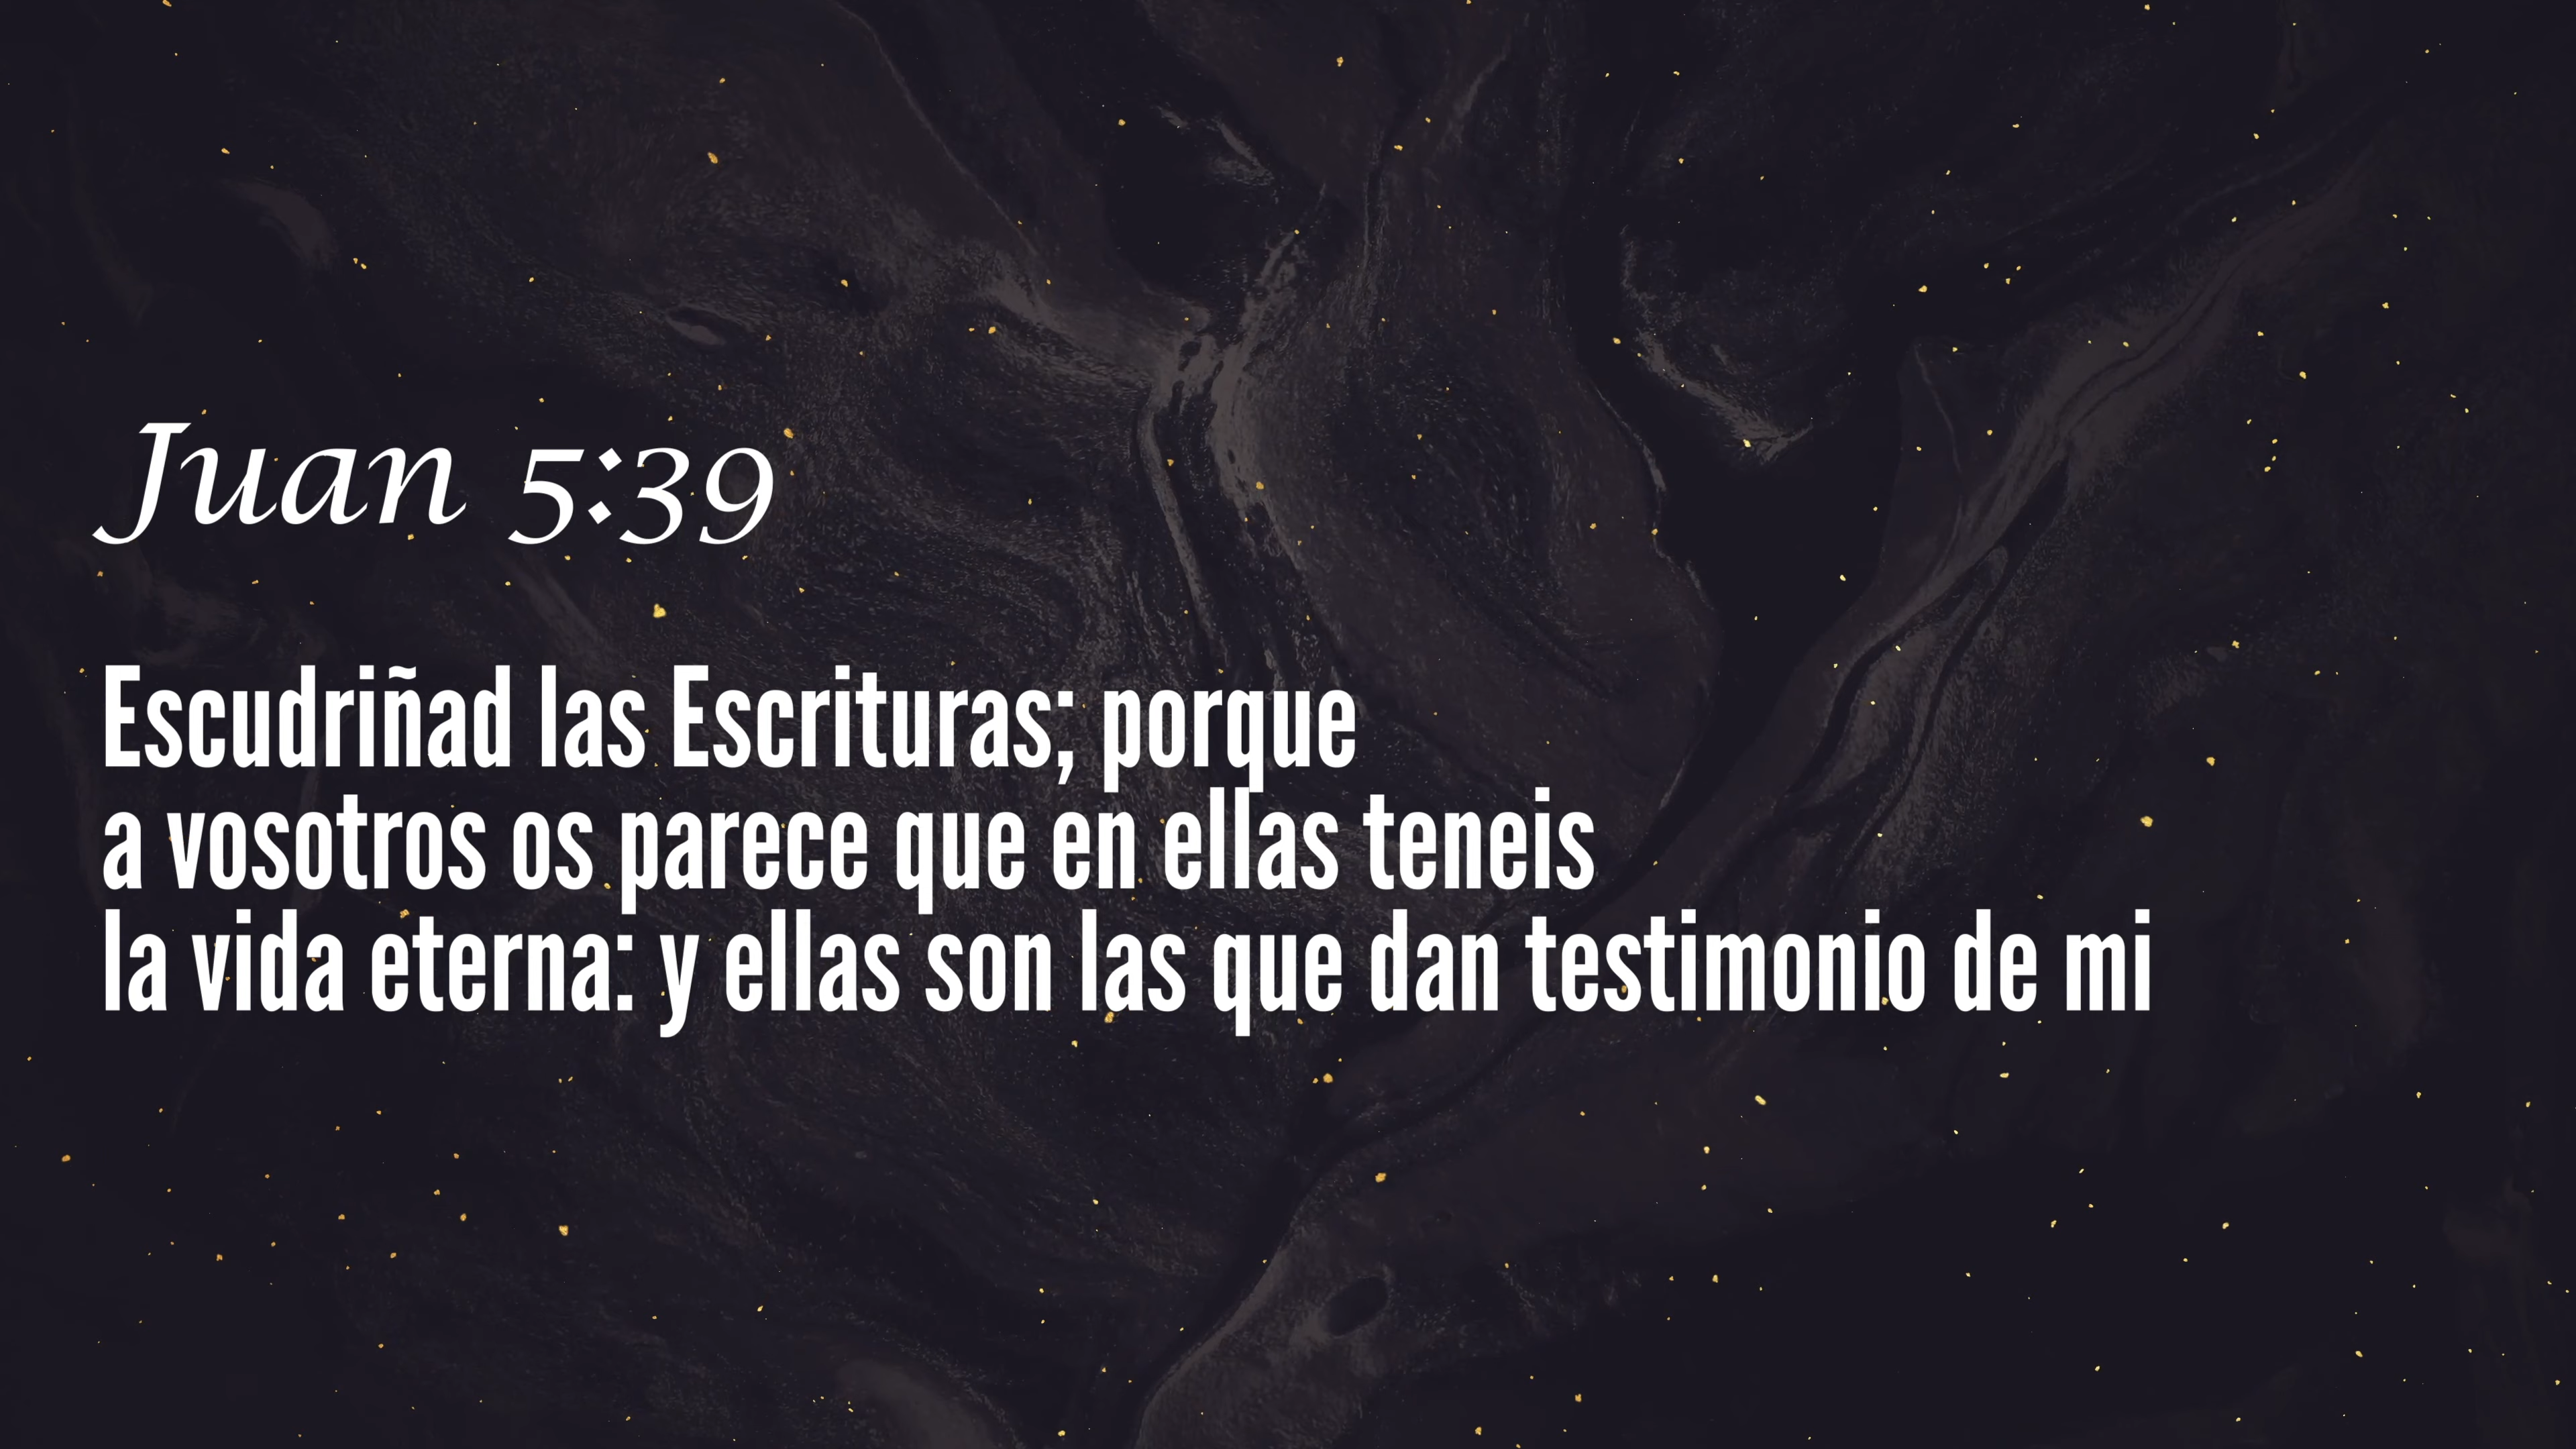 Juan 5:39
Escudriñad las Escrituras; porque
a vosotros os parece que en ellas teneis
la vida eterna: y ellas son las que dan testimonio de mi